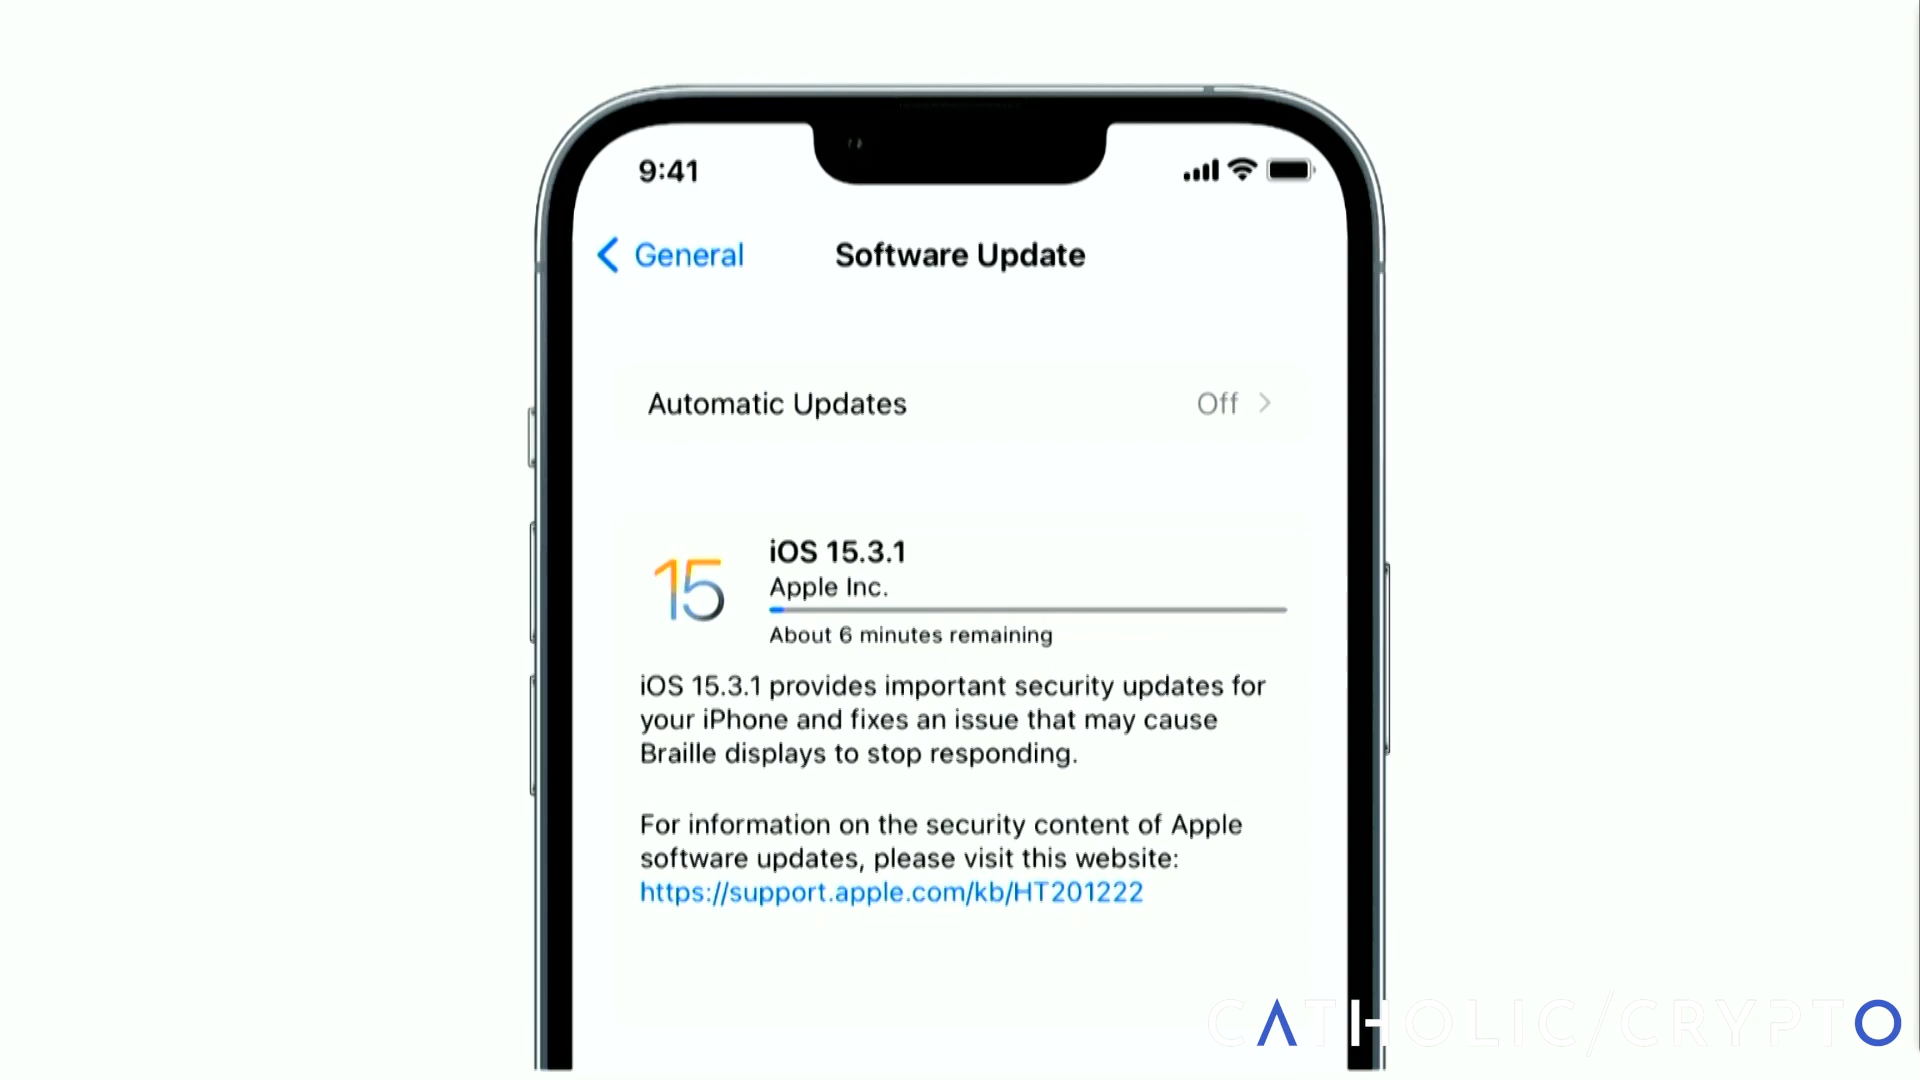 9:41
General
Software Update
Automatic Updates Off
15
iOS 15.3.1
Apple Inc.
About 6 minutes remaining
iOS 15.3.1 provides important security updates for
your iPhone and fixes an issue that may cause
Braille displays to stop responding.
For information on the security content of Apple
software updates, please visit this website:
https://support.apple.com/kb/HT201222
CATHOLIC/CRYPTO